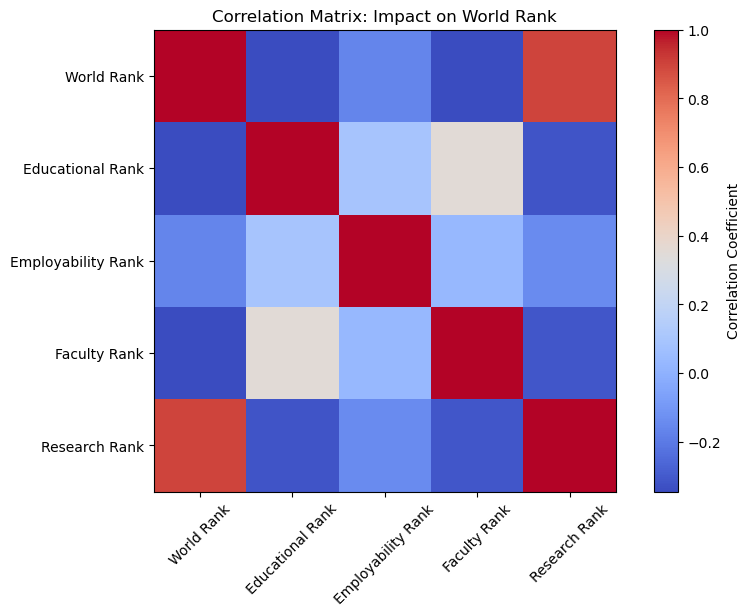 Correlation Matrix: Impact on World Rank
World Rank
Educational Rank
Employability Rank
Faculty Rank
Research Rank
World Rank
Educational Rank
Employability Rank
Faculty Rank
Research Rank
1.0
0.8
0.6
0.4
0.2
0.0
−0.2
Correlation Coefficient